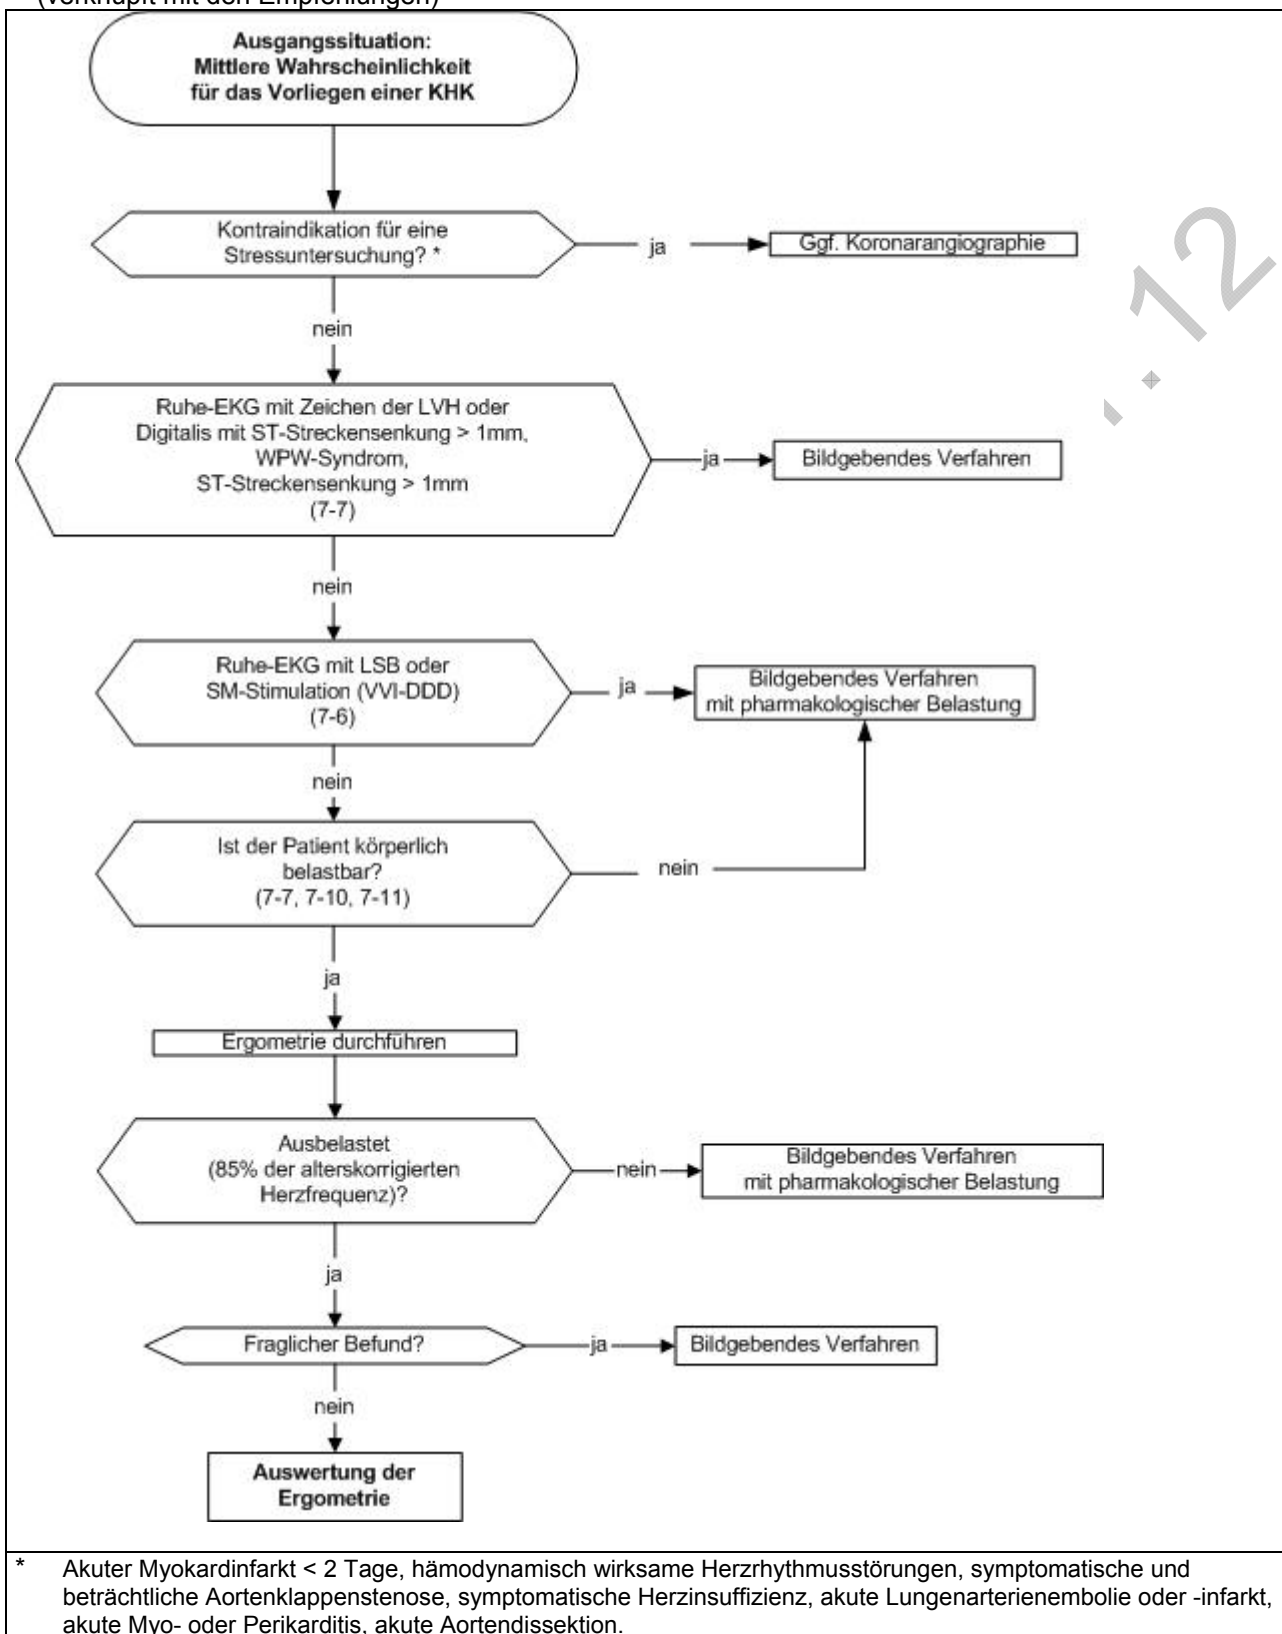 (verknüpft mit den Empfehlungen)
Ausgangssituation:
Mittlere Wahrscheinlichkeit
für das Vorliegen einer KHK
Kontraindikation für eine
Stressuntersuchung? *
ja
Ggf. Koronarangiographie
nein
Ruhe-EKG mit Zeichen der LVH oder
Digitalis mit ST-Streckensenkung > 1mm,
WPW-Syndrom,
ST-Streckensenkung > 1mm
(7-7)
ja
Bildgebendes Verfahren
nein
Ruhe-EKG mit LSB oder
SM-Stimulation (VVI-DDD)
(7-6)
ja
Bildgebendes Verfahren
mit pharmakologischer Belastung
nein
Ist der Patient körperlich
belastbar?
(7-7, 7-10, 7-11)
nein
ja
Ergometrie durchführen
Ausbelastet
(85% der alterskorrigierten
Herzfrequenz)?
nein
Bildgebendes Verfahren
mit pharmakologischer Belastung
ja
Fraglicher Befund?
ja
Bildgebendes Verfahren
nein
Auswertung der
Ergometrie
* Akuter Myokardinfarkt < 2 Tage, hämodynamisch wirksame Herzrhythmusstörungen, symptomatische und
beträchtliche Aortenklappenstenose, symptomatische Herzinsuffizienz, akute Lungenarterienembolie oder -infarkt,
akute Myo- oder Perikarditis, akute Aortendissektion.
.12